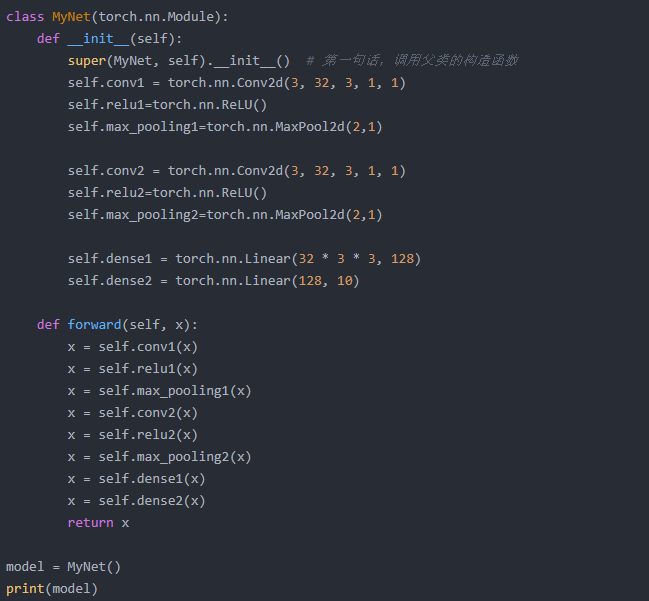 class MyNet(torch.nn.Module):
    def __init__(self):
        super(MyNet, self).__init__()  # 第一句话，调用父类的构造函数
        self.conv1 = torch.nn.Conv2d(3, 32, 3, 1, 1)
        self.relu1=torch.nn.ReLU()
        self.max_pooling1=torch.nn.MaxPool2d(2,1)

        self.conv2 = torch.nn.Conv2d(3, 32, 3, 1, 1)
        self.relu2=torch.nn.ReLU()
        self.max_pooling2=torch.nn.MaxPool2d(2,1)

        self.dense1 = torch.nn.Linear(32 * 3 * 3, 128)
        self.dense2 = torch.nn.Linear(128, 10)

    def forward(self, x):
        x = self.conv1(x)
        x = self.relu1(x)
        x = self.max_pooling1(x)
        x = self.conv2(x)
        x = self.relu2(x)
        x = self.max_pooling2(x)
        x = self.dense1(x)
        x = self.dense2(x)
        return x

model = MyNet()
print(model)